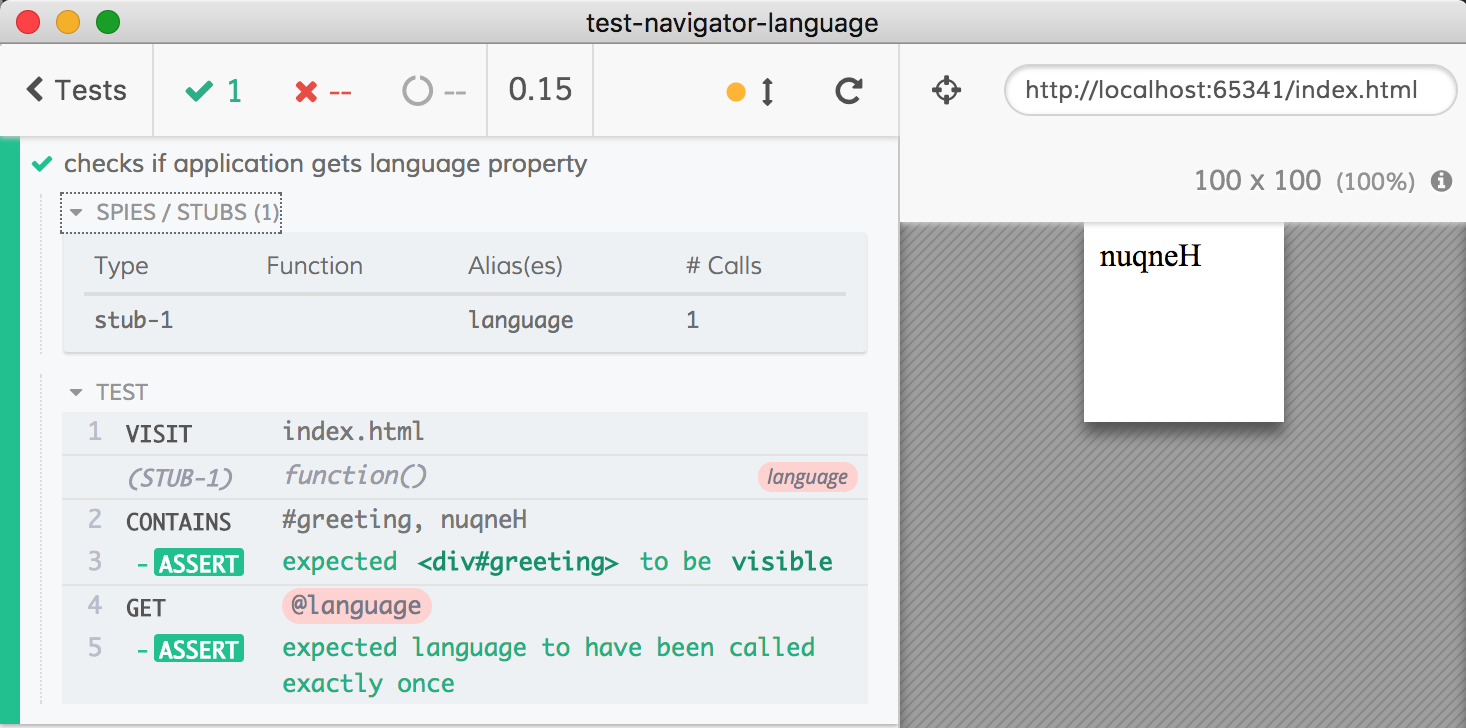 test-navigator-language
Tests 1 -- -- 0.15
http://localhost:65341/index.html
100 x 100 (100%)
checks if application gets language property
SPIES / STUBS (1)
Type Function Alias(es) # Calls
stub-1 language 1
TEST
1 VISIT index.html
(STUB-1) function() language
2 CONTAINS #greeting, nuqneH
3 -ASSERT expected <div#greeting> to be visible
4 GET @language
5 -ASSERT expected language to have been called
exactly once
nuqneH